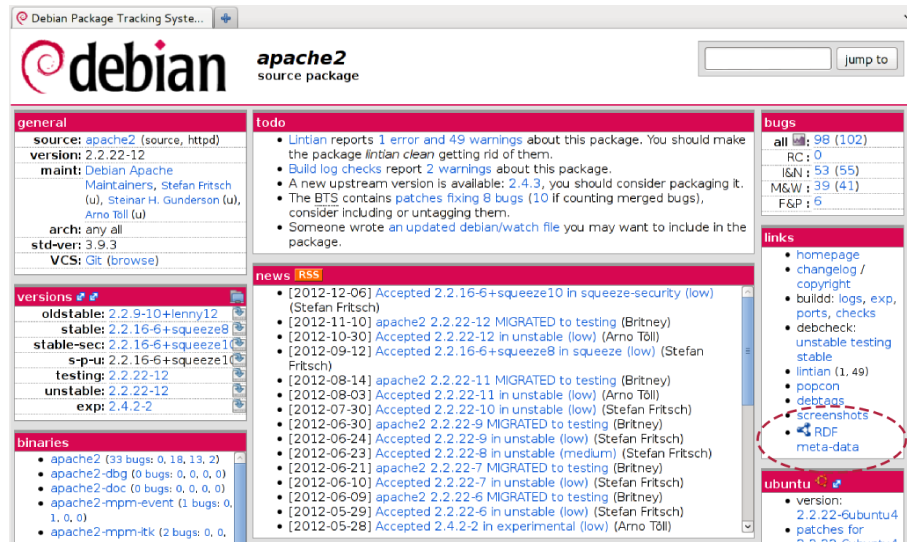 Debian Package Tracking Syste...
debian
apache2
source package
jump to
general
source: apache2 (source, httpd)
version: 2.2.22-12
maint: Debian Apache
Maintainers, Stefan Fritsch
(u), Steinar H. Gunderson (u),
Arno Töll (u)
arch: any all
std-ver: 3.9.3
VCS: Git (browse)
versions
oldstable: 2.2.9-10+lenny12
stable: 2.2.16-6+squeeze8
stable-sec: 2.2.16-6+squeeze1
s-p-u: 2.2.16-6+squeeze1
testing: 2.2.22-12
unstable: 2.2.22-12
exp: 2.4.2-2
binaries
• apache2 (33 bugs: 0, 18, 13, 2)
• apache2-dbg (0 bugs: 0, 0, 0, 0)
• apache2-doc (0 bugs: 0, 0, 0, 0)
• apache2-mpm-event (1 bugs: 0,
1, 0, 0)
• apache2-mpm-itk (2 bugs: 0, 0,
todo
• Lintian reports 1 error and 49 warnings about this package. You should make
the package lintian clean getting rid of them.
• Build log checks report 2 warnings about this package.
• A new upstream version is available: 2.4.3, you should consider packaging it.
• The BTS contains patches fixing 8 bugs (10 if counting merged bugs),
consider including or untagging them.
• Someone wrote an updated debian/watch file you may want to include in the
package.
news RSS
• [2012-12-06] Accepted 2.2.16-6+squeeze10 in squeeze-security (low)
(Stefan Fritsch)
• [2012-11-10] apache2 2.2.22-12 MIGRATED to testing (Britney)
• [2012-10-30] Accepted 2.2.22-12 in unstable (low) (Arno Töll)
• [2012-09-12] Accepted 2.2.16-6+squeeze8 in squeeze (low) (Stefan
Fritsch)
• [2012-08-14] apache2 2.2.22-11 MIGRATED to testing (Britney)
• [2012-08-03] Accepted 2.2.22-11 in unstable (low) (Arno Töll)
• [2012-07-30] Accepted 2.2.22-10 in unstable (low) (Stefan Fritsch)
• [2012-06-30] apache2 2.2.22-9 MIGRATED to testing (Britney)
• [2012-06-24] Accepted 2.2.22-9 in unstable (low) (Stefan Fritsch)
• [2012-06-23] Accepted 2.2.22-8 in unstable (medium) (Stefan Fritsch)
• [2012-06-21] apache2 2.2.22-7 MIGRATED to testing (Britney)
• [2012-06-10] Accepted 2.2.22-7 in unstable (low) (Stefan Fritsch)
• [2012-06-09] apache2 2.2.22-6 MIGRATED to testing (Britney)
• [2012-05-29] Accepted 2.2.22-6 in unstable (low) (Stefan Fritsch)
• [2012-05-28] Accepted 2.4.2-2 in experimental (low) (Arno Töll)
bugs
all : 98 (102)
RC : 0
I&N : 53 (55)
M&W : 39 (41)
F&P : 6
links
• homepage
• changelog /
copyright
• buildd: logs, exp,
ports, checks
• debcheck:
unstable testing
stable
• lintian (1, 49)
• popcon
• debtags
• screenshots
• RDF
meta-data
ubuntu
• version:
2.2.22-6ubuntu4
• patches for